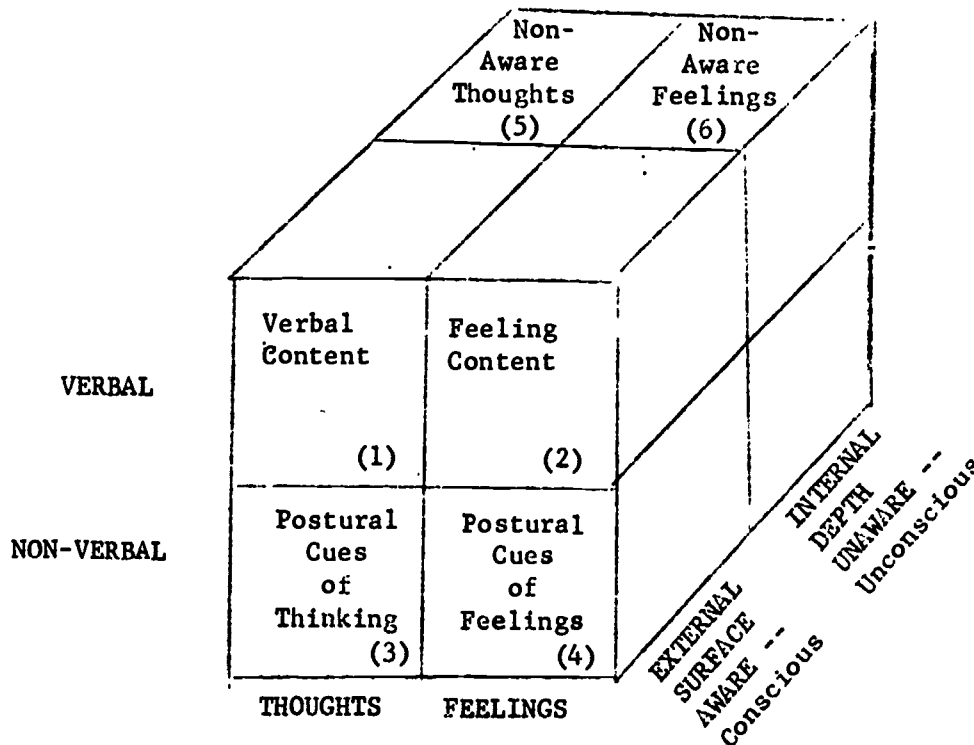 Non-
Aware
Thoughts
(5)
Non-
Aware
Feelings
(6)
Verbal
Content
(1)
Feeling
Content
(2)
VERBAL
NON-VERBAL
Postural
Cues
of
Thinking
(3)
Postural
Cues
of
Feelings
(4)
THOUGHTS
FEELINGS
EXTERNAL
SURFACE
AWARE --
Conscious
INTERNAL
DEPTH
UNAWARE --
Unconscious